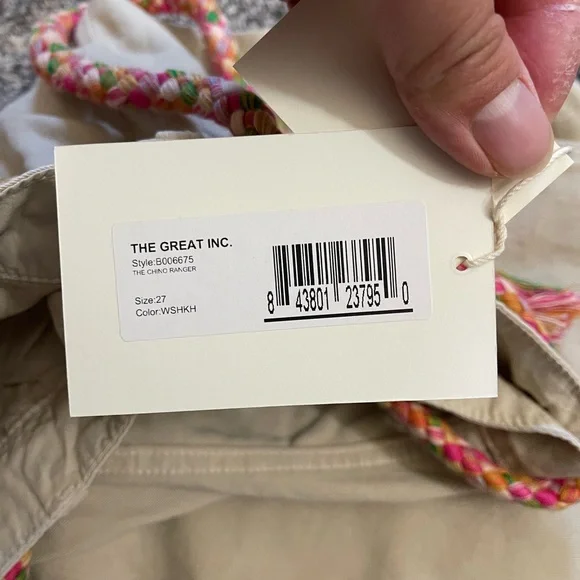 THE GREAT INC.
Style:B006675
THE CHINO RANGER
Size:27
Color:WSHKH
8 43801 23795 0